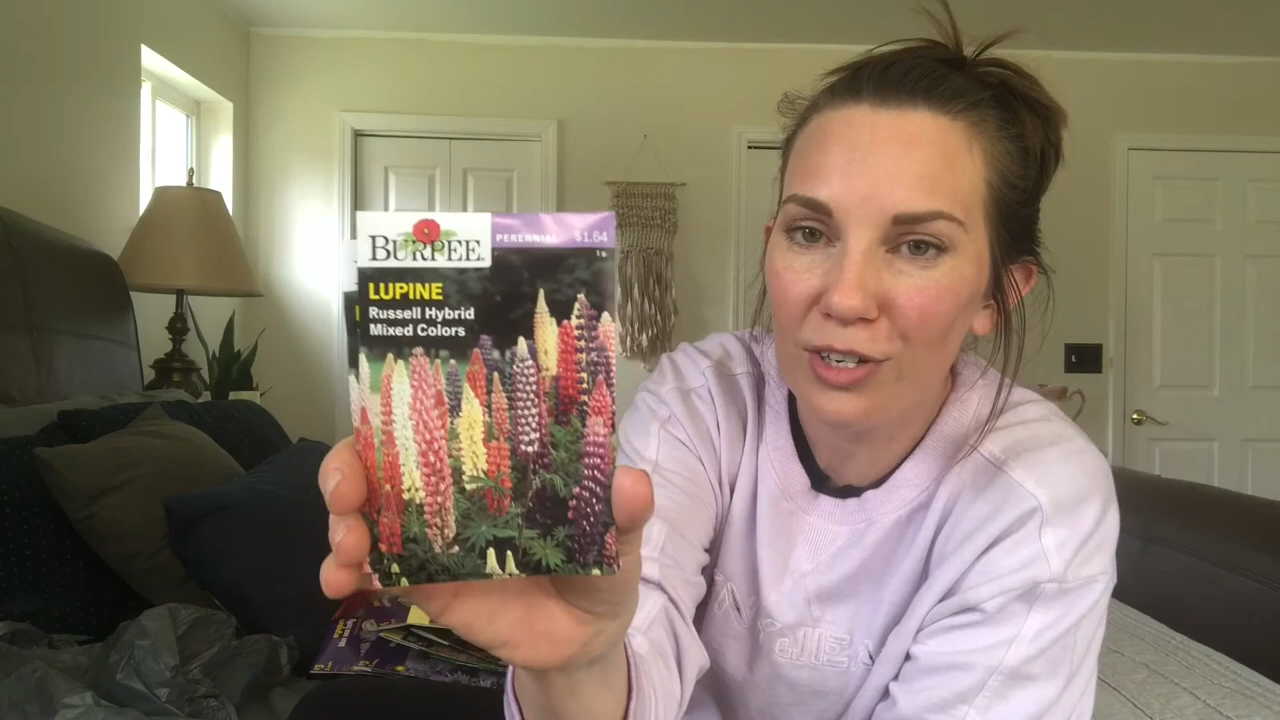 BURPEE.
PERENNIAL $1.64
LUPINE
Russell Hybrid
Mixed Colors